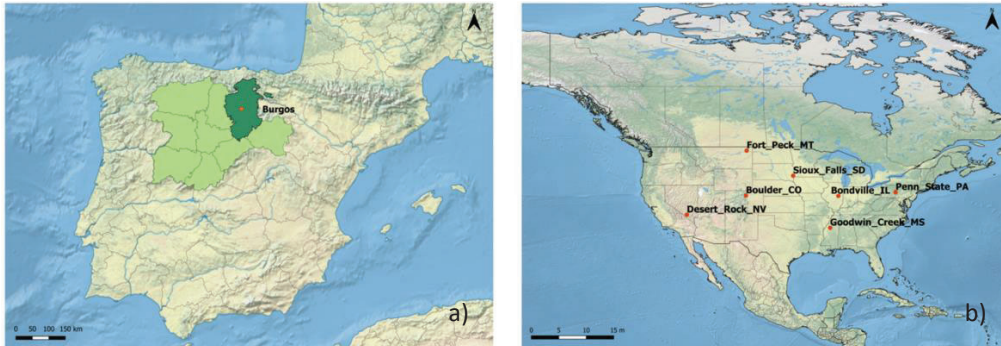 Burgos
0 50 100 150 km
a)
Fort_Peck_MT
Sioux_Falls_SD
Boulder_CO
Bondville_IL
Penn_State_PA
Desert_Rock_NV
Goodwin_Creek_MS
0 5 10 15 m
b)